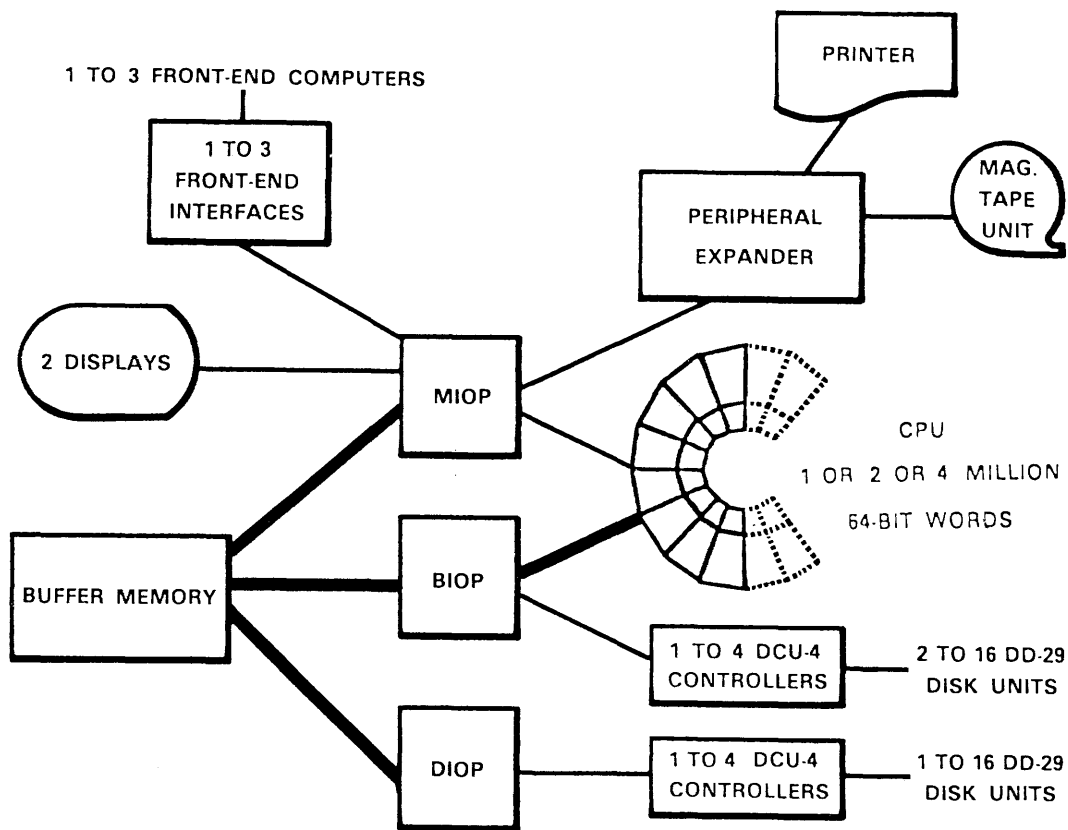 1 TO 3 FRONT-END COMPUTERS
1 TO 3
FRONT-END
INTERFACES
PRINTER
MAG.
TAPE
UNIT
PERIPHERAL
EXPANDER
2 DISPLAYS
MIOP
CPU
1 OR 2 OR 4 MILLION
64-BIT WORDS
BUFFER MEMORY
BIOP
1 TO 4 DCU-4
CONTROLLERS
2 TO 16 DD-29
DISK UNITS
DIOP
1 TO 4 DCU-4
CONTROLLERS
1 TO 16 DD-29
DISK UNITS